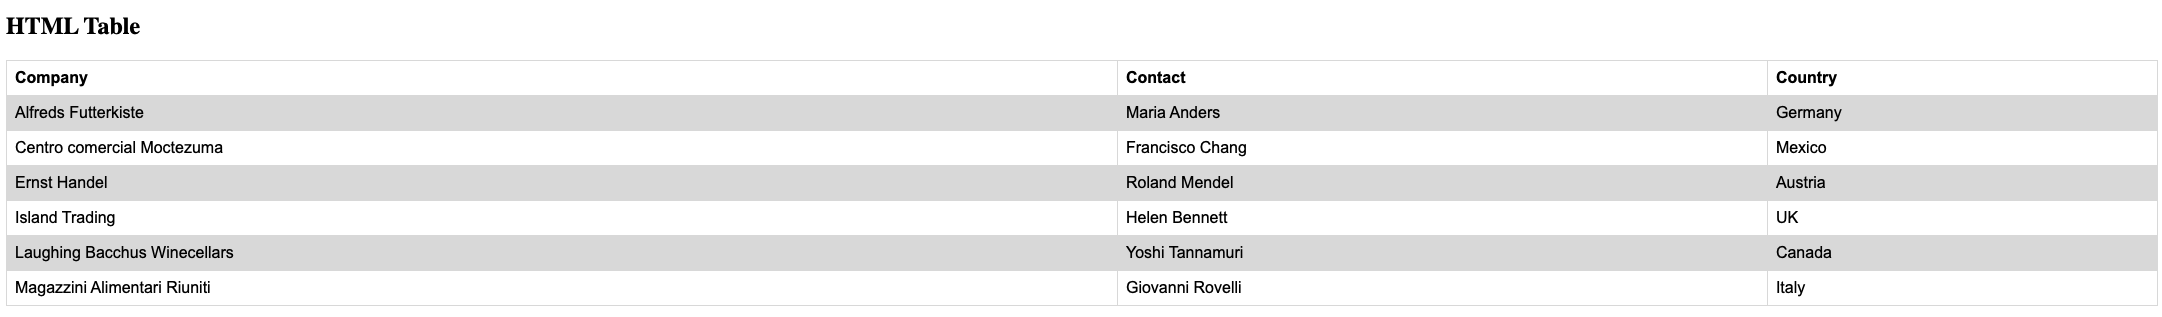 HTML Table
Company Contact Country
Alfreds Futterkiste Maria Anders Germany
Centro comercial Moctezuma Francisco Chang Mexico
Ernst Handel Roland Mendel Austria
Island Trading Helen Bennett UK
Laughing Bacchus Winecellars Yoshi Tannamuri Canada
Magazzini Alimentari Riuniti Giovanni Rovelli Italy